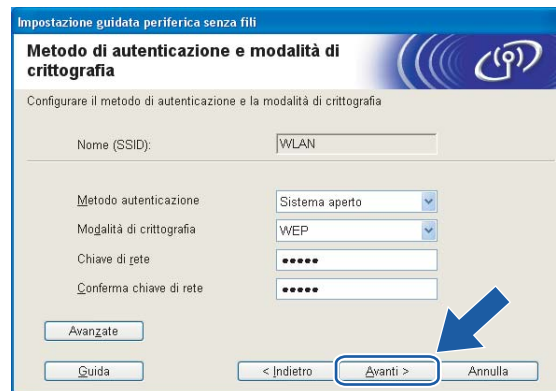 Impostazione guidata periferica senza fili
Metodo di autenticazione e modalità di
crittografia
Configurare il metodo di autenticazione e la modalità di crittografia
Nome (SSID): WLAN
Metodo autenticazione Sistema aperto
Modalità di crittografia WEP
Chiave di rete •••••
Conferma chiave di rete •••••
Avanzate
Guida < Indietro Avanti > Annulla